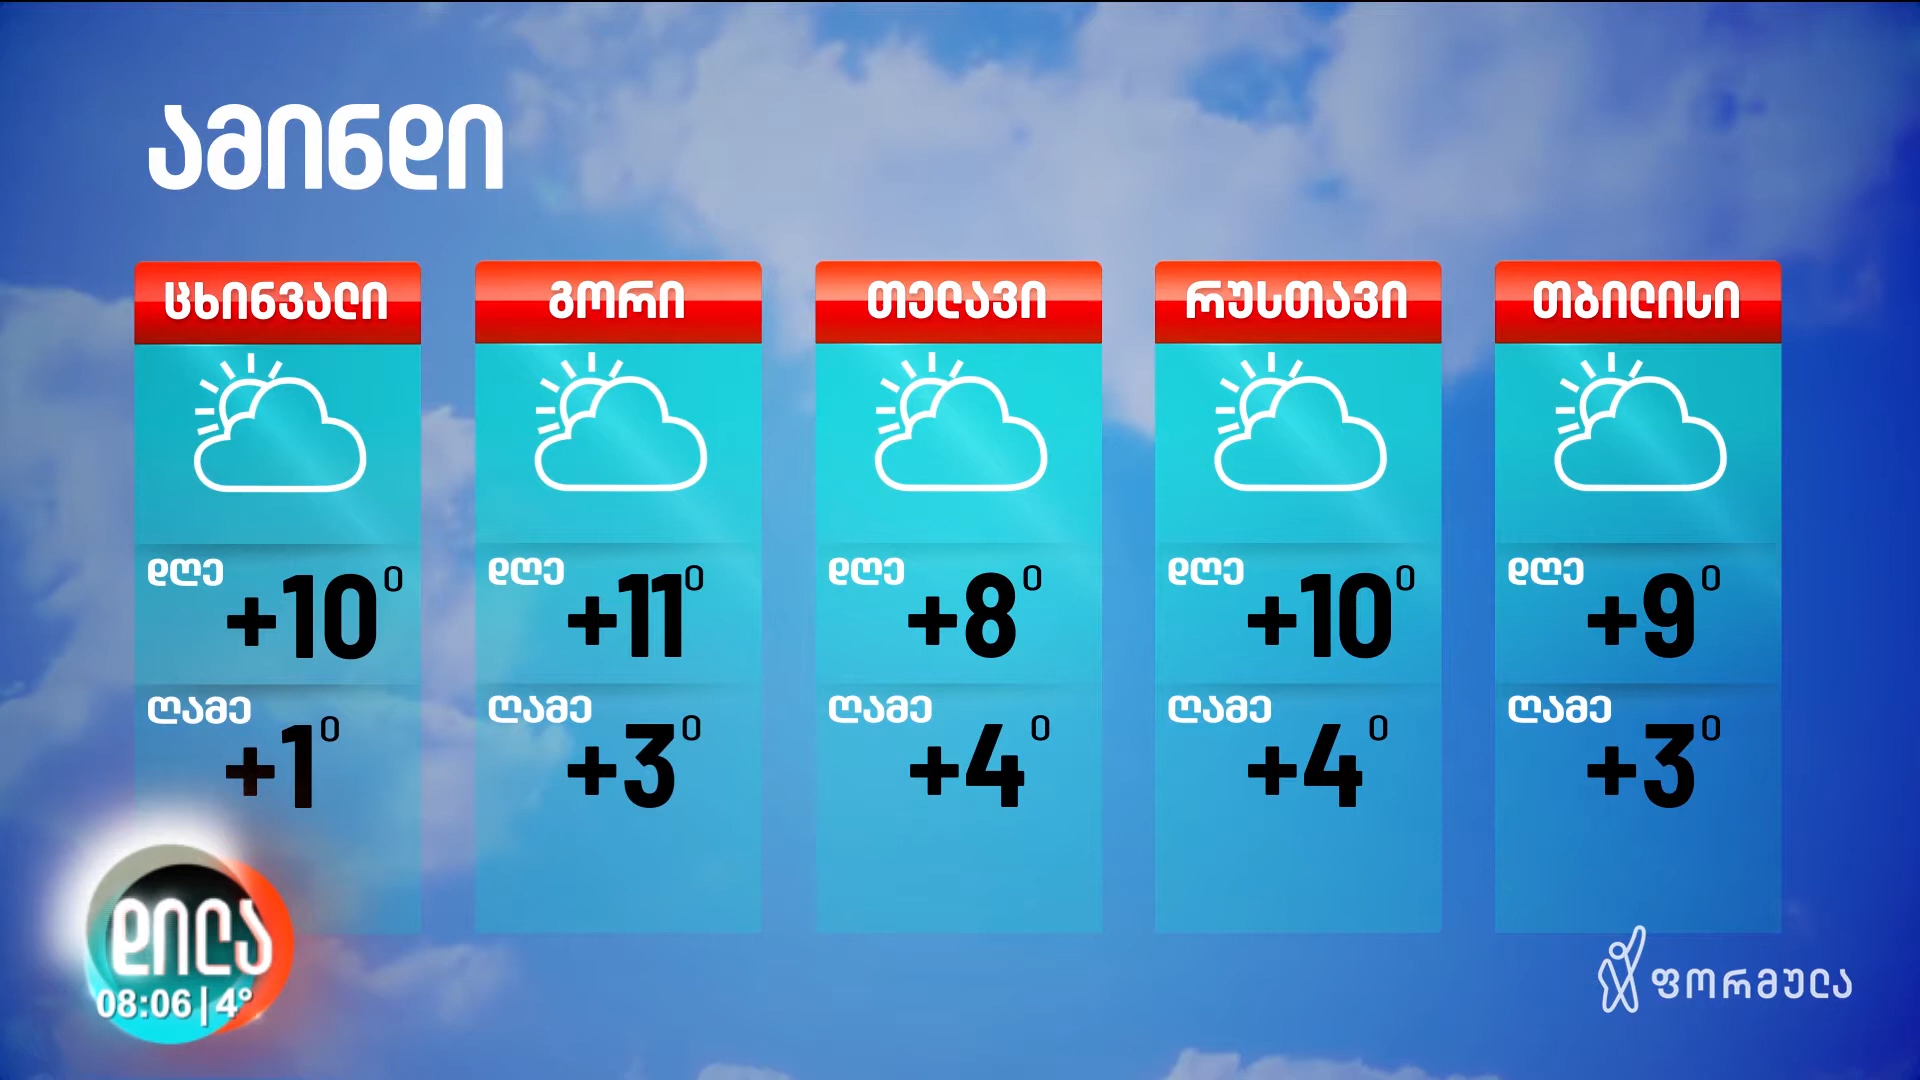 ამინდი
ცხინვალი
დღე
+10°
ღამე
+1°
გორი
დღე
+11°
ღამე
+3°
თელავი
დღე
+8°
ღამე
+4°
რუსთავი
დღე
+10°
ღამე
+4°
თბილისი
დღე
+9°
ღამე
+3°
დილა
08:06 | 4°
ფორმულა